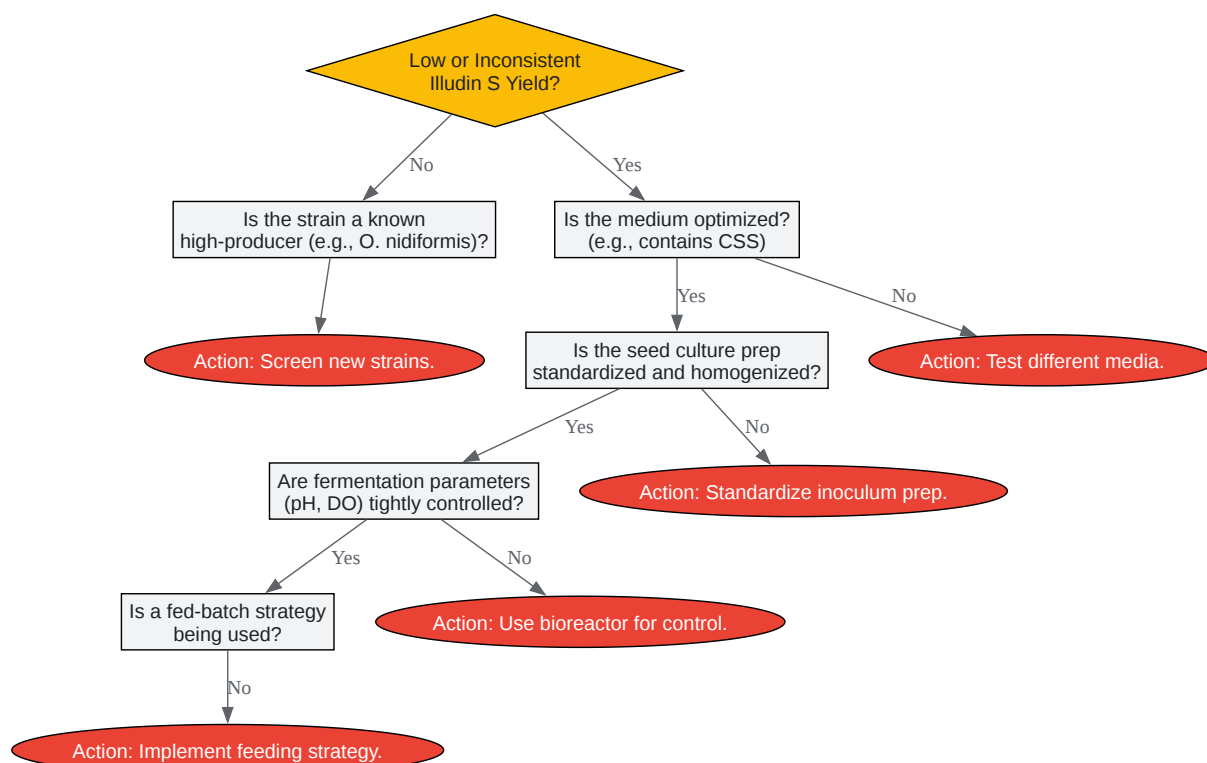 Low or Inconsistent
Illudin S Yield?
No
Yes
Is the strain a known
high-producer (e.g., O. nidiformis)?
Is the medium optimized?
(e.g., contains CSS)
Yes
No
Action: Screen new strains.
Is the seed culture prep
standardized and homogenized?
Action: Test different media.
Yes
No
Are fermentation parameters
(pH, DO) tightly controlled?
Action: Standardize inoculum prep.
Yes
No
Is a fed-batch strategy
being used?
Action: Use bioreactor for control.
No
Action: Implement feeding strategy.